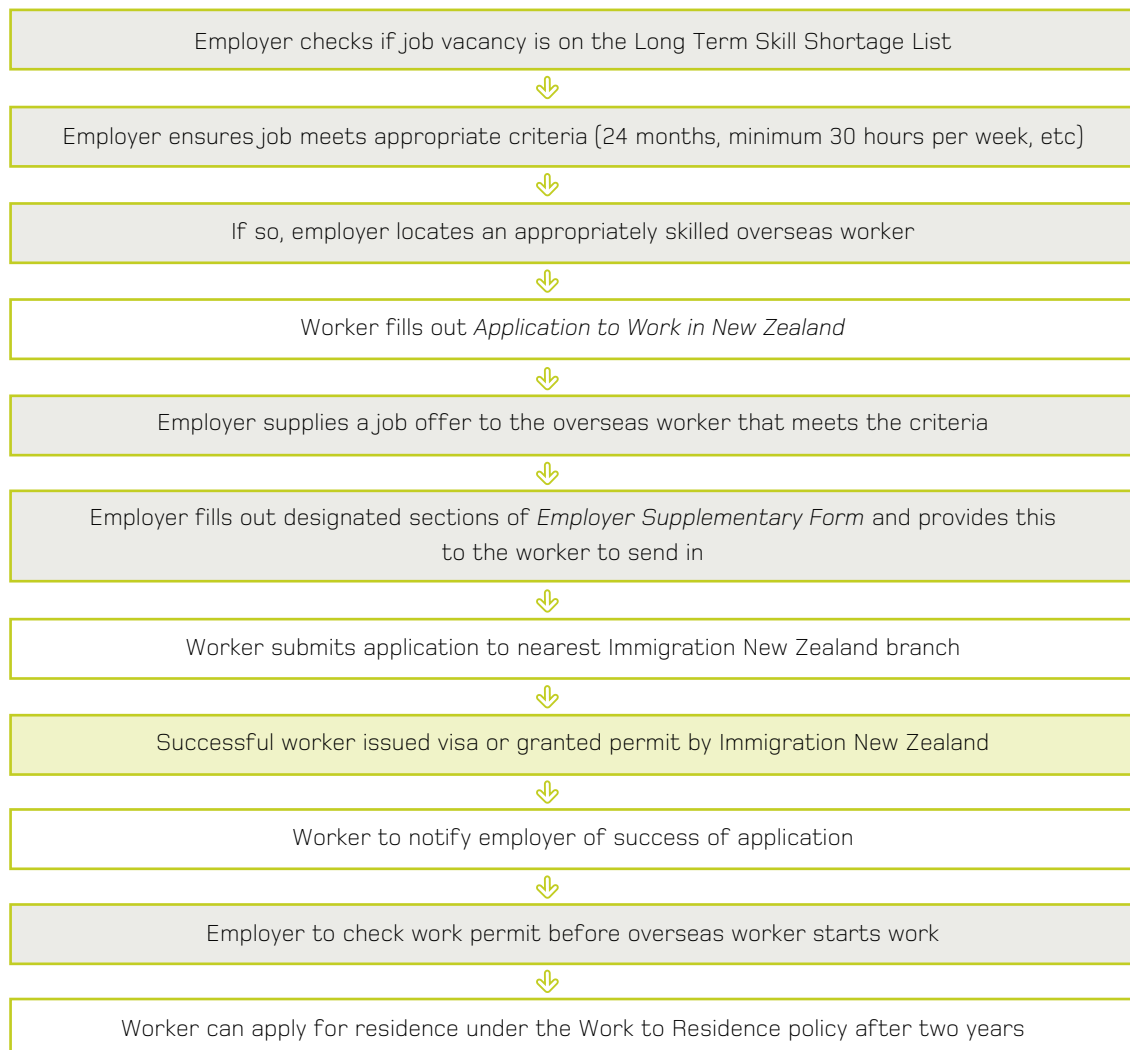 Employer checks if job vacancy is on the Long Term Skill Shortage List
Employer ensures job meets appropriate criteria (24 months, minimum 30 hours per week, etc)
If so, employer locates an appropriately skilled overseas worker
Worker fills out Application to Work in New Zealand
Employer supplies a job offer to the overseas worker that meets the criteria
Employer fills out designated sections of Employer Supplementary Form and provides this
to the worker to send in
Worker submits application to nearest Immigration New Zealand branch
Successful worker issued visa or granted permit by Immigration New Zealand
Worker to notify employer of success of application
Employer to check work permit before overseas worker starts work
Worker can apply for residence under the Work to Residence policy after two years